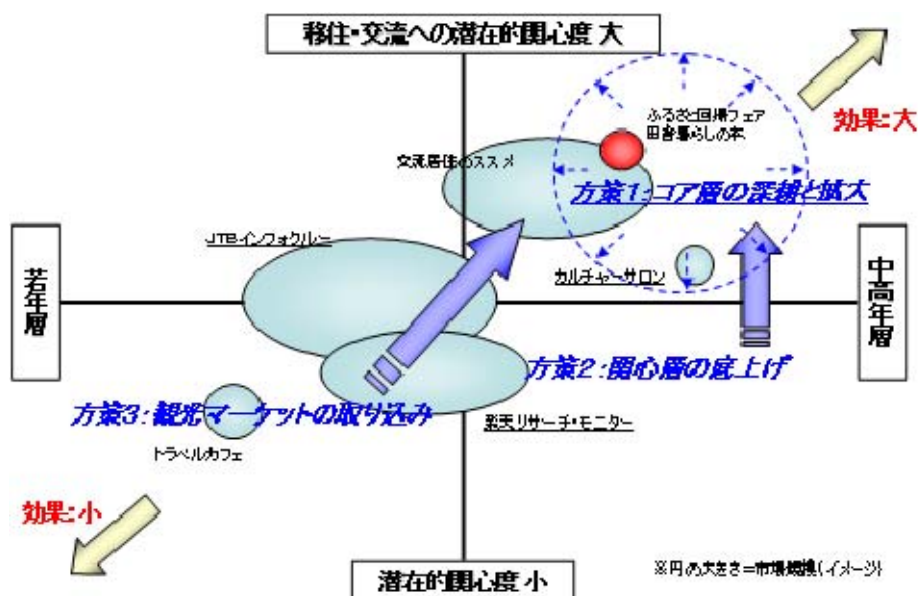 移住・交流への潜在的関心度 大
効果:大
ふるさと回帰フェア
田舎暮らしの本
交流居住のススメ
方策1:コア層の深耕と拡大
JTBインフォクルー
カルチャーサロン
若年層
中高年層
方策2:関心層の底上げ
方策3:観光マーケットの取り込み
楽天リサーチ・モニター
トラベルカフェ
効果:小
潜在的関心度 小
※円の大きさ=市場規模(イメージ)